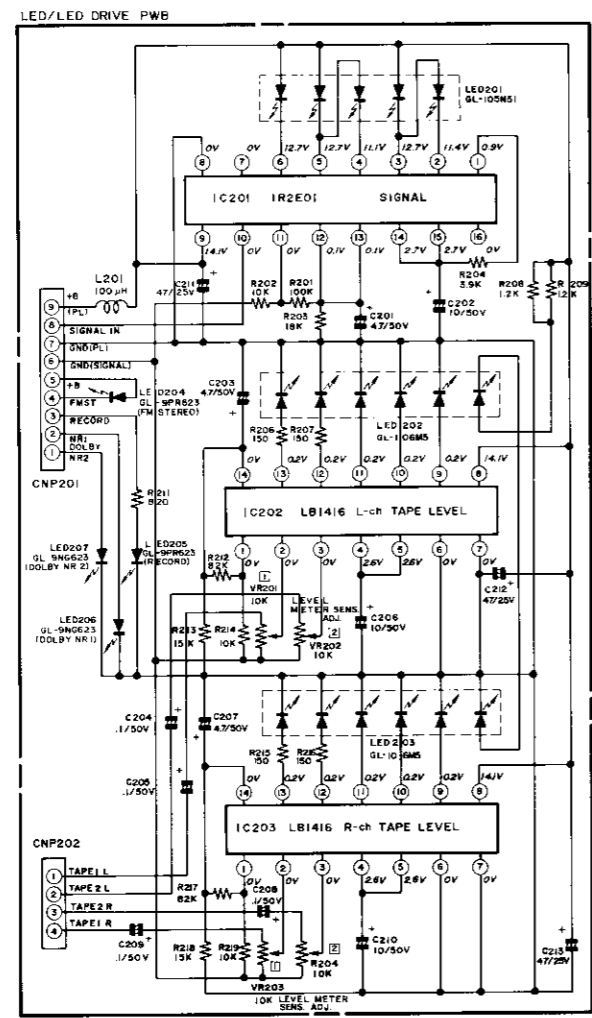 LED/LED DRIVE PWB
LED201
GL-105N51
0V 0V 12.7V 12.7V 11.1V 12.7V 11.4V 0.9V
8 7 6 5 4 3 2 1
IC201 IR2E01 SIGNAL
9 10 11 12 13 14 15 16
14.1V 0V 0V 0.1V 0.1V 2.7V 2.7V 0V
L201
100 μH
C211
47/25V
R202
10K
R201
100K
R204
3.9K
R208
1.2K
R209
1.2K
R203
18K
C201
4.7/50V
C202
10/50V
9 +B
(PL)
8 SIGNAL IN
7 GND(PL)
6 GND(SIGNAL)
5 +B
4 FMST
3 RECORD
2 NR1
DOLBY
1 NR2
CNP201
LED204
GL-9PR623
(FM STEREO)
C203
4.7/50V
LED202
GL-106M5
R206
150
R207
150
0V 0.2V 0.2V 0.2V 0.2V 0.2V 14.1V
14 13 12 11 10 9 8
IC202 LB1416 L-ch TAPE LEVEL
1 2 3 4 5 6 7
0V 0V 0V 2.6V 2.6V 0V 0V
R211
820
LED207
GL-9NG623
(DOLBY NR2)
LED205
GL-9PR623
(RECORD)
R212
82K
1
VR201
10K
LEVEL
METER SENS.
ADJ.
2
C206
10/50V
C212
47/25V
LED206
GL-9NG623
(DOLBY NR1)
R213
15K
R214
10K
VR202
10K
C204
.1/50V
C207
4.7/50V
LED203
GL-106M5
R215
150
R216
150
C205
.1/50V
0V 0.2V 0.2V 0.2V 0.2V 0.2V 14.1V
14 13 12 11 10 9 8
IC203 LB1416 R-ch TAPE LEVEL
1 2 3 4 5 6 7
0V 0V 0V 2.6V 2.6V 0V 0V
CNP202
1 TAPE1 L
2 TAPE2 L
3 TAPE2 R
4 TAPE1 R
R217
82K
C208
.1/50V
C209
.1/50V
R218
15K
R219
10K
1
VR203
2
R204
10K
C210
10/50V
C213
47/25V
10K LEVEL METER
SENS. ADJ.